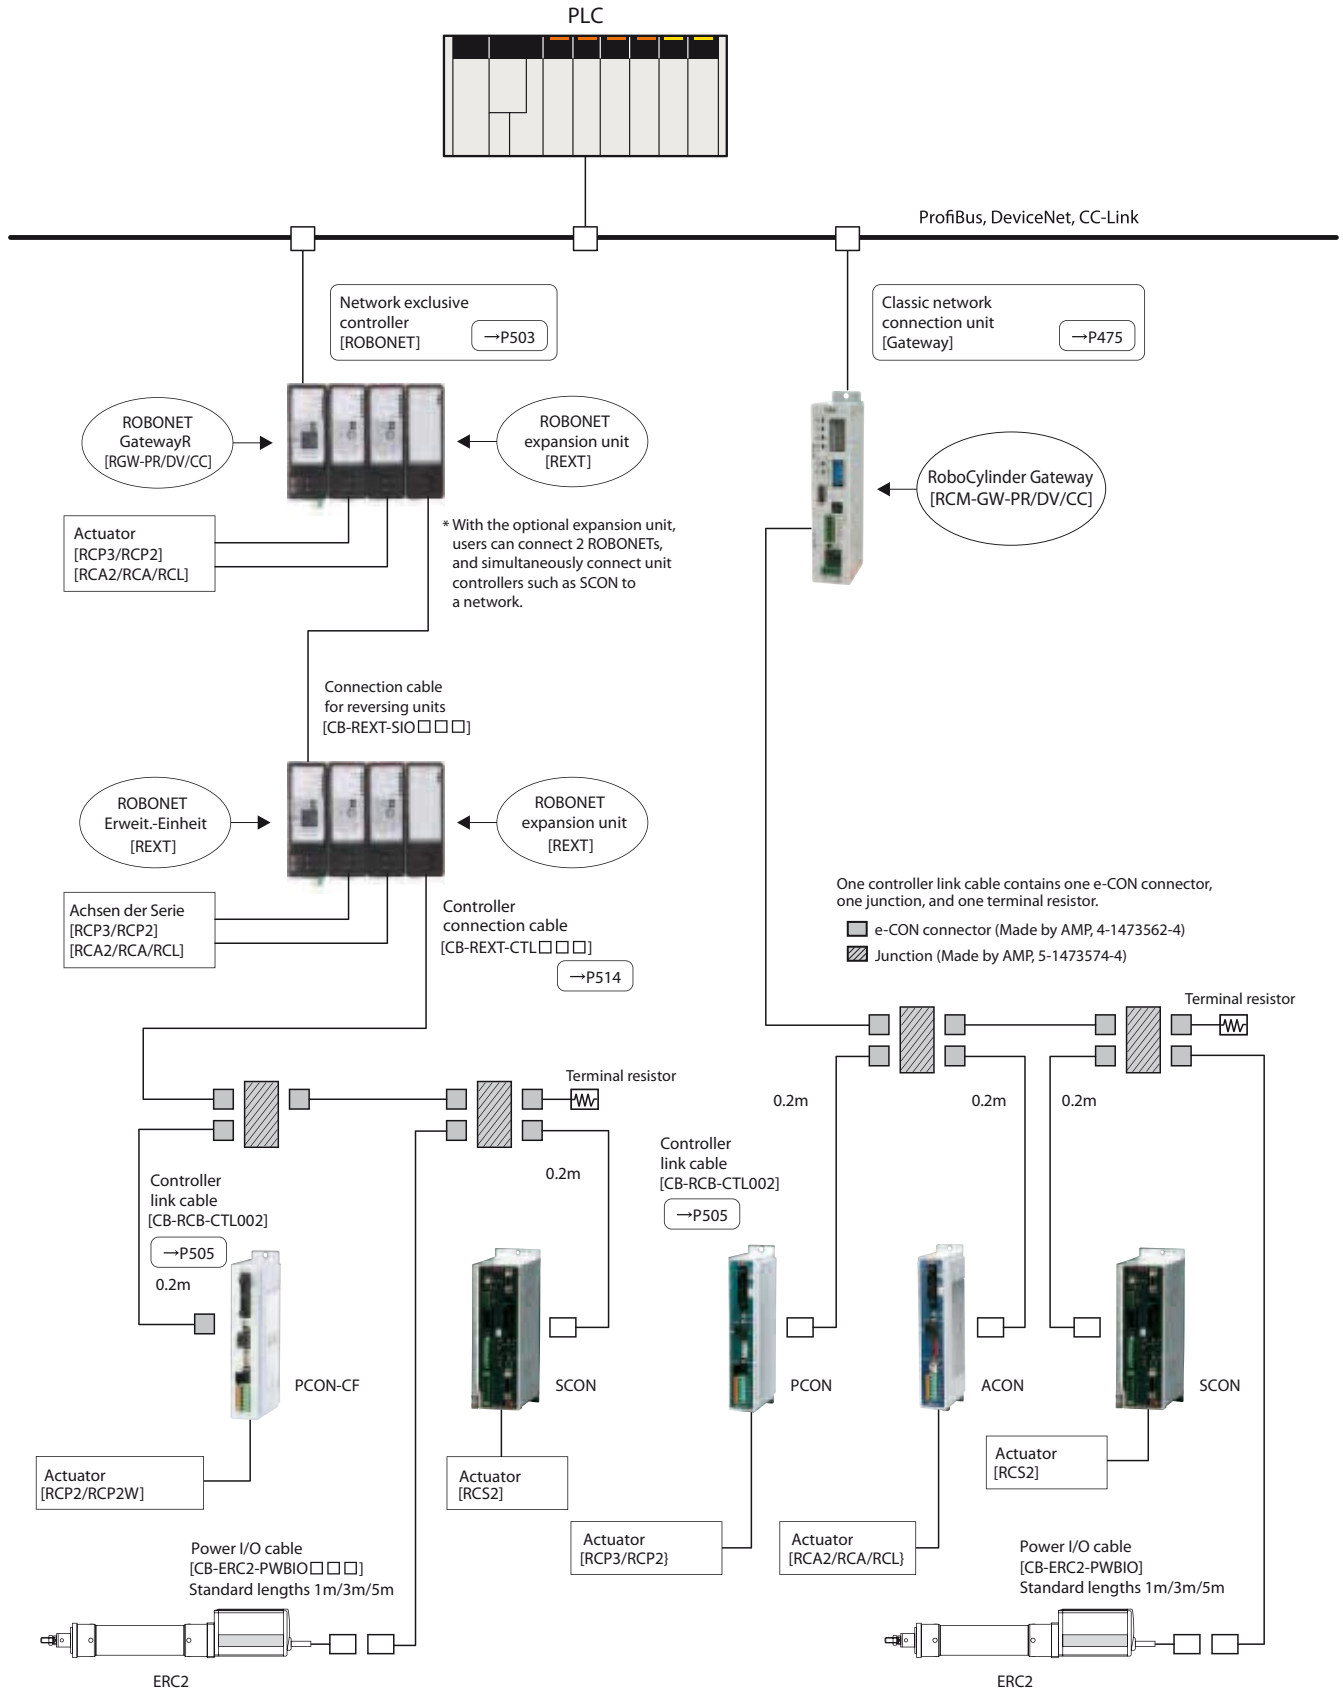 PLC
ProfiBus, DeviceNet, CC-Link
Network exclusive
controller
[ROBONET]
→P503
Classic network
connection unit
[Gateway]
→P475
ROBONET
GatewayR
[RGW-PR/DV/CC]
ROBONET
expansion unit
[REXT]
RoboCylinder Gateway
[RCM-GW-PR/DV/CC]
Actuator
[RCP3/RCP2]
[RCA2/RCA/RCL]
* With the optional expansion unit,
users can connect 2 ROBONETs,
and simultaneously connect unit
controllers such as SCON to
a network.
Connection cable
for reversing units
[CB-REXT-SIO□□□]
ROBONET
Erweit.-Einheit
[REXT]
ROBONET
expansion unit
[REXT]
Achsen der Serie
[RCP3/RCP2]
[RCA2/RCA/RCL]
Controller
connection cable
[CB-REXT-CTL□□□]
→P514
One controller link cable contains one e-CON connector,
one junction, and one terminal resistor.
e-CON connector (Made by AMP, 4-1473562-4)
Junction (Made by AMP, 5-1473574-4)
Terminal resistor
Terminal resistor
0.2m
0.2m
0.2m
Controller
link cable
[CB-RCB-CTL002]
→P505
0.2m
0.2m
Controller
link cable
[CB-RCB-CTL002]
→P505
PCON-CF
SCON
PCON
ACON
SCON
Actuator
[RCP2/RCP2W]
Actuator
[RCS2]
Actuator
[RCP3/RCP2}
Actuator
[RCA2/RCA/RCL}
Actuator
[RCS2]
Power I/O cable
[CB-ERC2-PWBIO□□□]
Standard lengths 1m/3m/5m
Power I/O cable
[CB-ERC2-PWBIO]
Standard lengths 1m/3m/5m
ERC2
ERC2